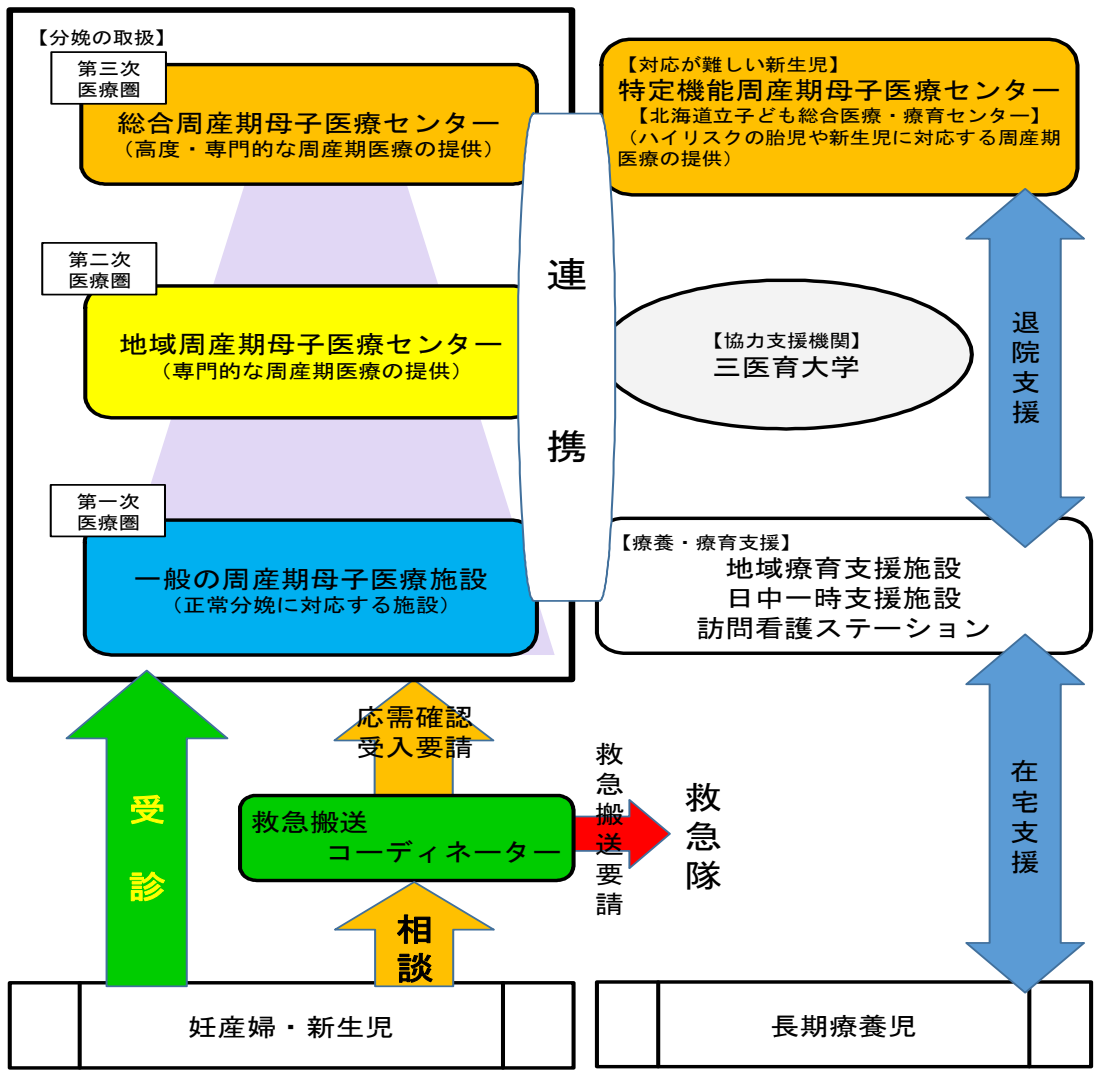 【分娩の取扱】
第三次
医療圏
総合周産期母子医療センター
（高度・専門的な周産期医療の提供）
第二次
医療圏
地域周産期母子医療センター
（専門的な周産期医療の提供）
第一次
医療圏
一般の周産期母子医療施設
（正常分娩に対応する施設）
連携
【対応が難しい新生児】
特定機能周産期母子医療センター
【北海道立子ども総合医療・療育センター】
（ハイリスクの胎児や新生児に対応する周産期
医療の提供）
【協力支援機関】
三医育大学
退院支援
【療養・療育支援】
地域療育支援施設
日中一時支援施設
訪問看護ステーション
在宅支援
受診
応需確認
受入要請
救急搬送
コーディネーター
救急搬送要請
救急隊
相談
妊産婦・新生児
長期療養児